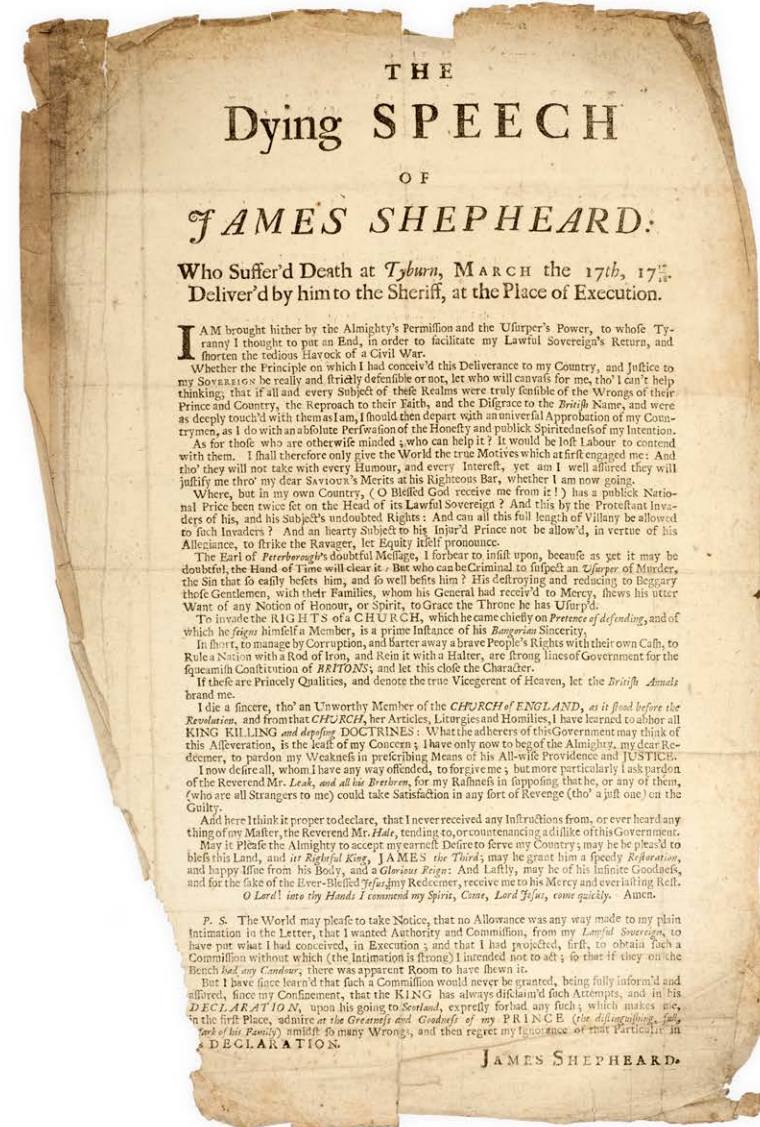 THE
Dying SPEECH
OF
JAMES SHEPHEARD:
Who Suffer'd Death at Tyburn, MARCH the 17th, 17 17/18.
Deliver'd by him to the Sheriff, at the Place of Execution.
I AM brought hither by the Almighty's Permiſſion and the Uſurper's Power, to whoſe Ty-
ranny I thought to put an End, in order to facilitate my Lawful Sovereign's Return, and
ſhorten the tedious Havock of a Civil War.
Whether the Principle on which I had conceiv'd this Deliverance to my Country, and Juſtice to
my SOVEREIGN be really and ſtrictly defenſible or not, let who will canvaſs for me, tho' I can't help
thinking, that if all and every Subject of theſe Realms were truly ſenſible of the Wrongs of their
Prince and Country, the Reproach to their Faith, and the Diſgrace to the Britiſh Name, and were
as deeply touch'd with them as I am, I ſhould then depart with an univerſal Approbation of my Coun-
trymen, as I do with an abſolute Perſwaſion of the Honeſty and publick Spiritedneſs of my Intention.
As for thoſe who are otherwiſe minded ; who can help it ? It would be loſt Labour to contend
with them. I ſhall therefore only give the World the true Motives which at firſt engaged me: And
tho' they will not take with every Humour, and every Intereſt, yet am I well aſſured they will
juſtify me thro' my dear SAVIOUR's Merits at his Righteous Bar, whether I am now going.
Where, but in my own Country, ( O Bleſſed God receive me from it ! ) has a publick Natio-
nal Price been twice ſet on the Head of its Lawful Sovereign ? And this by the Proteſtant Inva-
ders of his, and his Subject's undoubted Rights : And can all this full length of Villany be allowed
to ſuch Invaders ? And an hearty Subject to his Injur'd Prince not be allow'd, in vertue of his
Allegiance, to ſtrike the Ravager, let Equity itſelf pronounce.
The Earl of Peterborough's doubtful Meſſage, I forbear to inſiſt upon, becauſe as yet it may be
doubtful, the Hand of Time will clear it : But who can be Criminal to ſuſpect an Uſurper of Murder,
the Sin that ſo eaſily beſets him, and ſo well beſits him ? His deſtroying and reducing to Beggary
thoſe Gentlemen, with their Families, whom his General had receiv'd to Mercy, ſhews his utter
Want of any Notion of Honour, or Spirit, to Grace the Throne he has Uſurp'd.
To invade the RIGHTS of a CHURCH, which he came chiefly on Pretence of defending, and of
which he feigns himſelf a Member, is a prime Inſtance of his Bangorian Sincerity.
In ſhort, to manage by Corruption, and Barter away a brave People's Rights with their own Caſh, to
Rule a Nation with a Rod of Iron, and Rein it with a Halter, are ſtrong lines of Government for the
ſqueamiſh Conſtitution of BRITONS; and let this cloſe the Character.
If theſe are Princely Qualities, and denote the true Vicegerent of Heaven, let the Britiſh Annals
brand me.
I die a ſincere, tho' an Unworthy Member of the CHURCH of ENGLAND, as it ſtood before the
Revolution, and from that CHURCH, her Articles, Liturgies and Homilies, I have learned to abhor all
KING KILLING and depoſing DOCTRINES : What the adherers of this Government may think of
this Aſſeveration, is the leaſt of my Concern ; I have only now to beg of the Almighty, my dear Re-
deemer, to pardon my Weakneſs in preſcribing Means of his All-wiſe Providence and JUSTICE.
I now deſire all, whom I have any way offended, to forgive me ; but more particularly I ask pardon
of the Reverend Mr. Leak, and all his Brethren, for my Raſhneſs in ſuppoſing that he, or any of them,
(who are all Strangers to me) could take Satisfaction in any ſort of Revenge (tho' a juſt one) on the
Guilty.
And here I think it proper to declare, that I never received any Inſtructions from, or ever heard any
thing of my Maſter, the Reverend Mr. Hale, tending to, or countenancing a diſlike of this Government.
May it Pleaſe the Almighty to accept my earneſt Deſire to ſerve my Country; may he be pleas'd to
bleſs this Land, and its Rightful King, JAMES the Third; may he grant him a ſpeedy Reſtoration,
and happy Iſſue from his Body, and a Glorious Reign: And Laſtly, may he of his Infinite Goodneſs,
and for the ſake of the Ever-Bleſſed Jeſus, my Redeemer, receive me to his Mercy and everlaſting Reſt.
O Lord! into thy Hands I commend my Spirit, Come, Lord Jeſus, come quickly. Amen.
P. S. The World may pleaſe to take Notice, that no Allowance was any way made to my plain
Intimation in the Letter, that I wanted Authority and Commiſſion, from my Lawful Sovereign, to
have put what I had conceived, in Execution ; and that I had projected, firſt, to obtain ſuch a
Commiſſion without which (the Intimation is ſtrong) I intended not to act ; ſo that if they on the
Bench had any Candour, there was apparent Room to have ſhewn it.
But I have ſince learn'd that ſuch a Commiſſion would never be granted, being fully inform'd and
aſſured, ſince my Confinement, that the KING has always diſclaim'd ſuch Attempts, and in his
DECLARATION, upon his going to Scotland, expreſly forbad any ſuch ; which makes me,
in the firſt Place, admire at the Greatneſs and Goodneſs of my PRINCE (the diſtinguiſhing, full,
Mark of his Family) amidſt ſo many Wrongs, and then regret my Ignorance of that Particular in
DECLARATION.
JAMES SHEPHEARD.